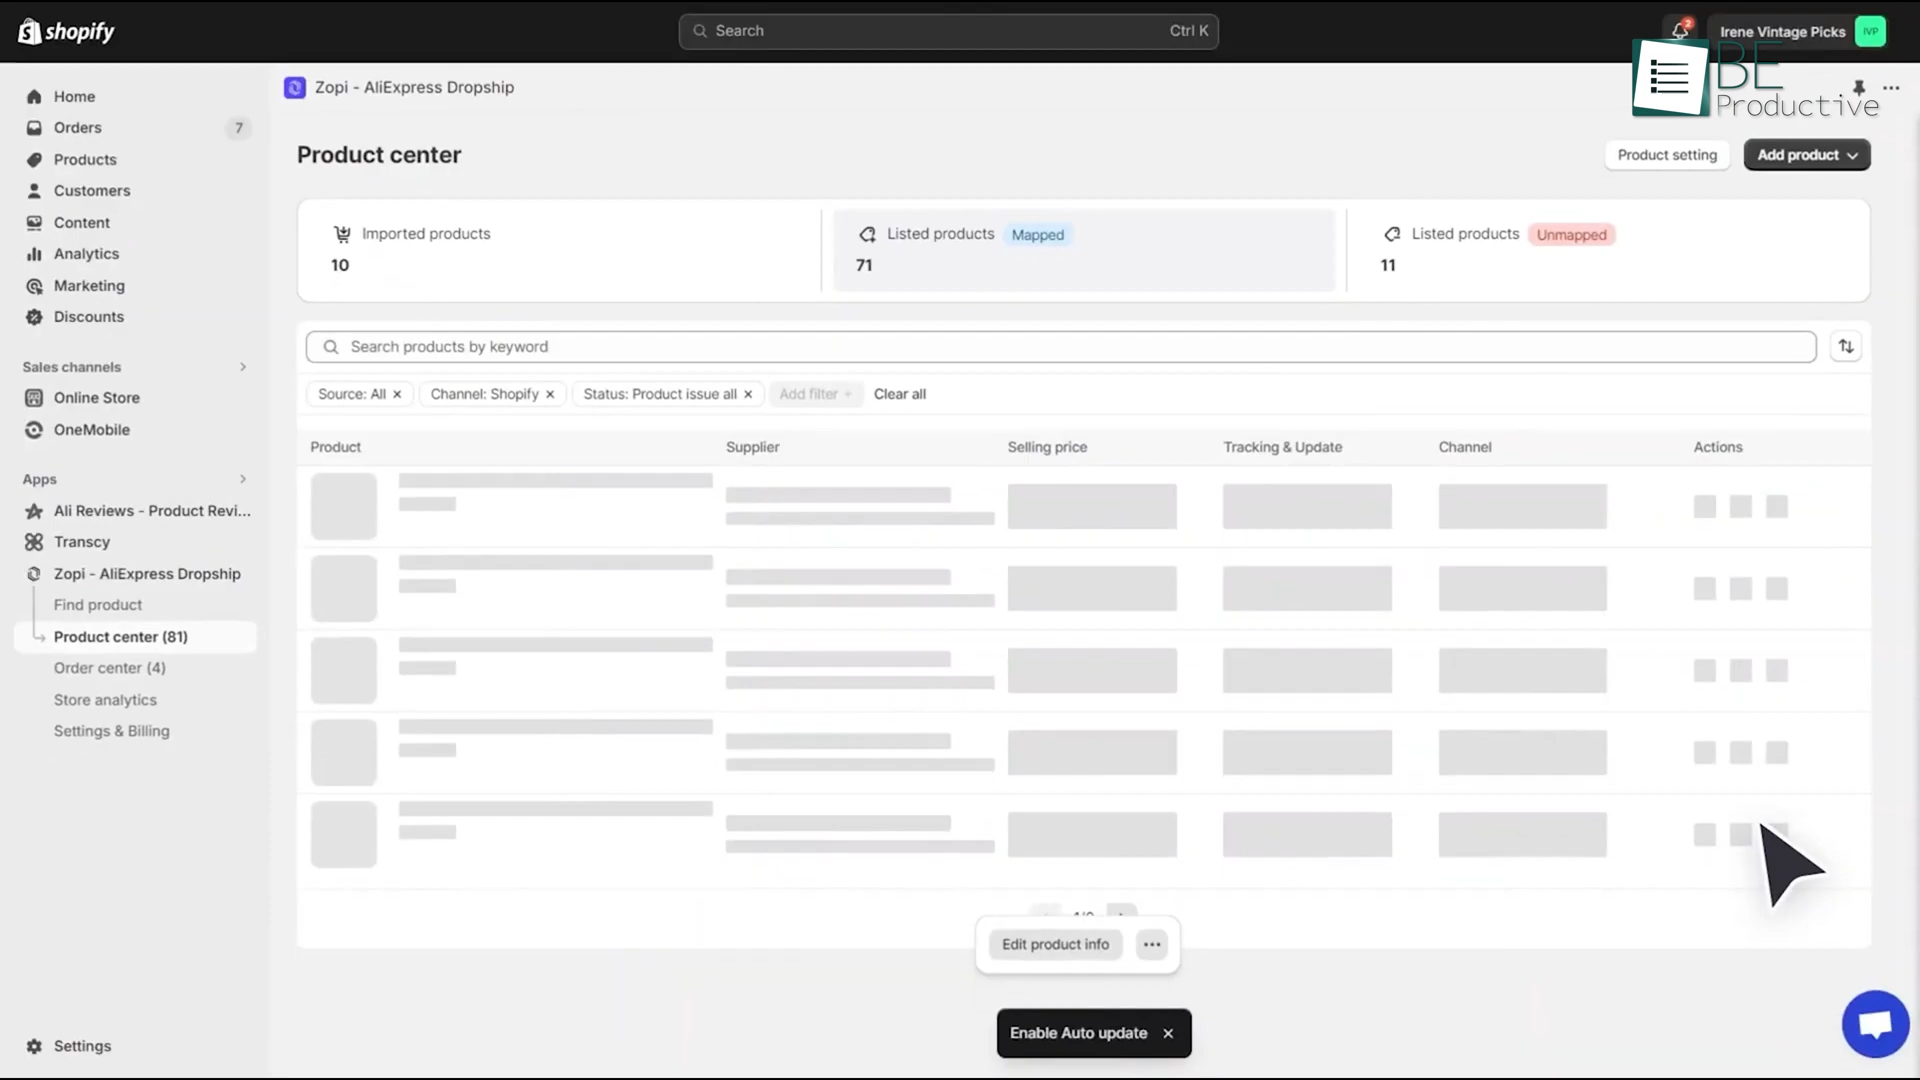 shopify
Search
Ctrl K
2
Irene Vintage Picks
IVP
BE
Productive
Home
Orders
7
Products
Customers
Content
Analytics
Marketing
Discounts
Sales channels
Online Store
OneMobile
Apps
Ali Reviews - Product Revi...
Transcy
Zopi - AliExpress Dropship
Find product
Product center (81)
Order center (4)
Store analytics
Settings & Billing
Settings
Zopi - AliExpress Dropship
Product center
Product setting
Add product
Imported products
10
Listed products Mapped
71
Listed products Unmapped
11
Search products by keyword
Source: All
Channel: Shopify
Status: Product issue all
Add filter +
Clear all
Product
Supplier
Selling price
Tracking & Update
Channel
Actions
Edit product info
Enable Auto update